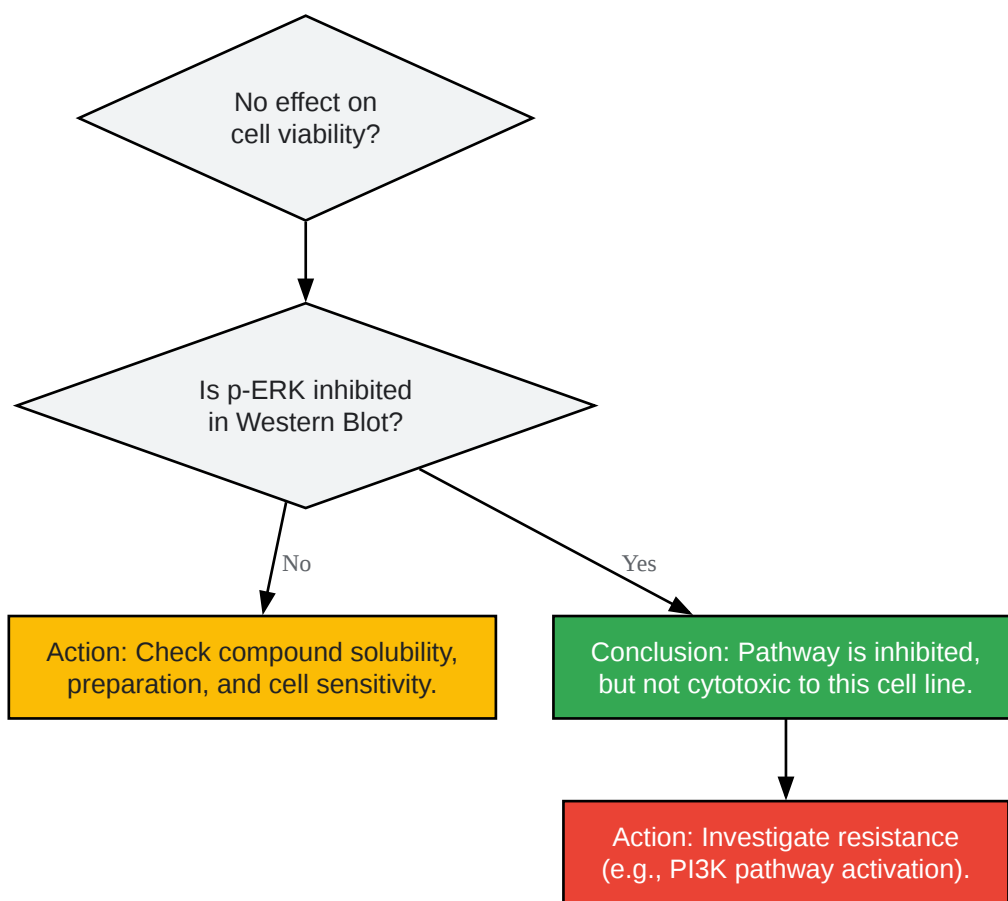 No effect on
cell viability?
Is p-ERK inhibited
in Western Blot?
No
Yes
Action: Check compound solubility,
preparation, and cell sensitivity.
Conclusion: Pathway is inhibited,
but not cytotoxic to this cell line.
Action: Investigate resistance
(e.g., PI3K pathway activation).